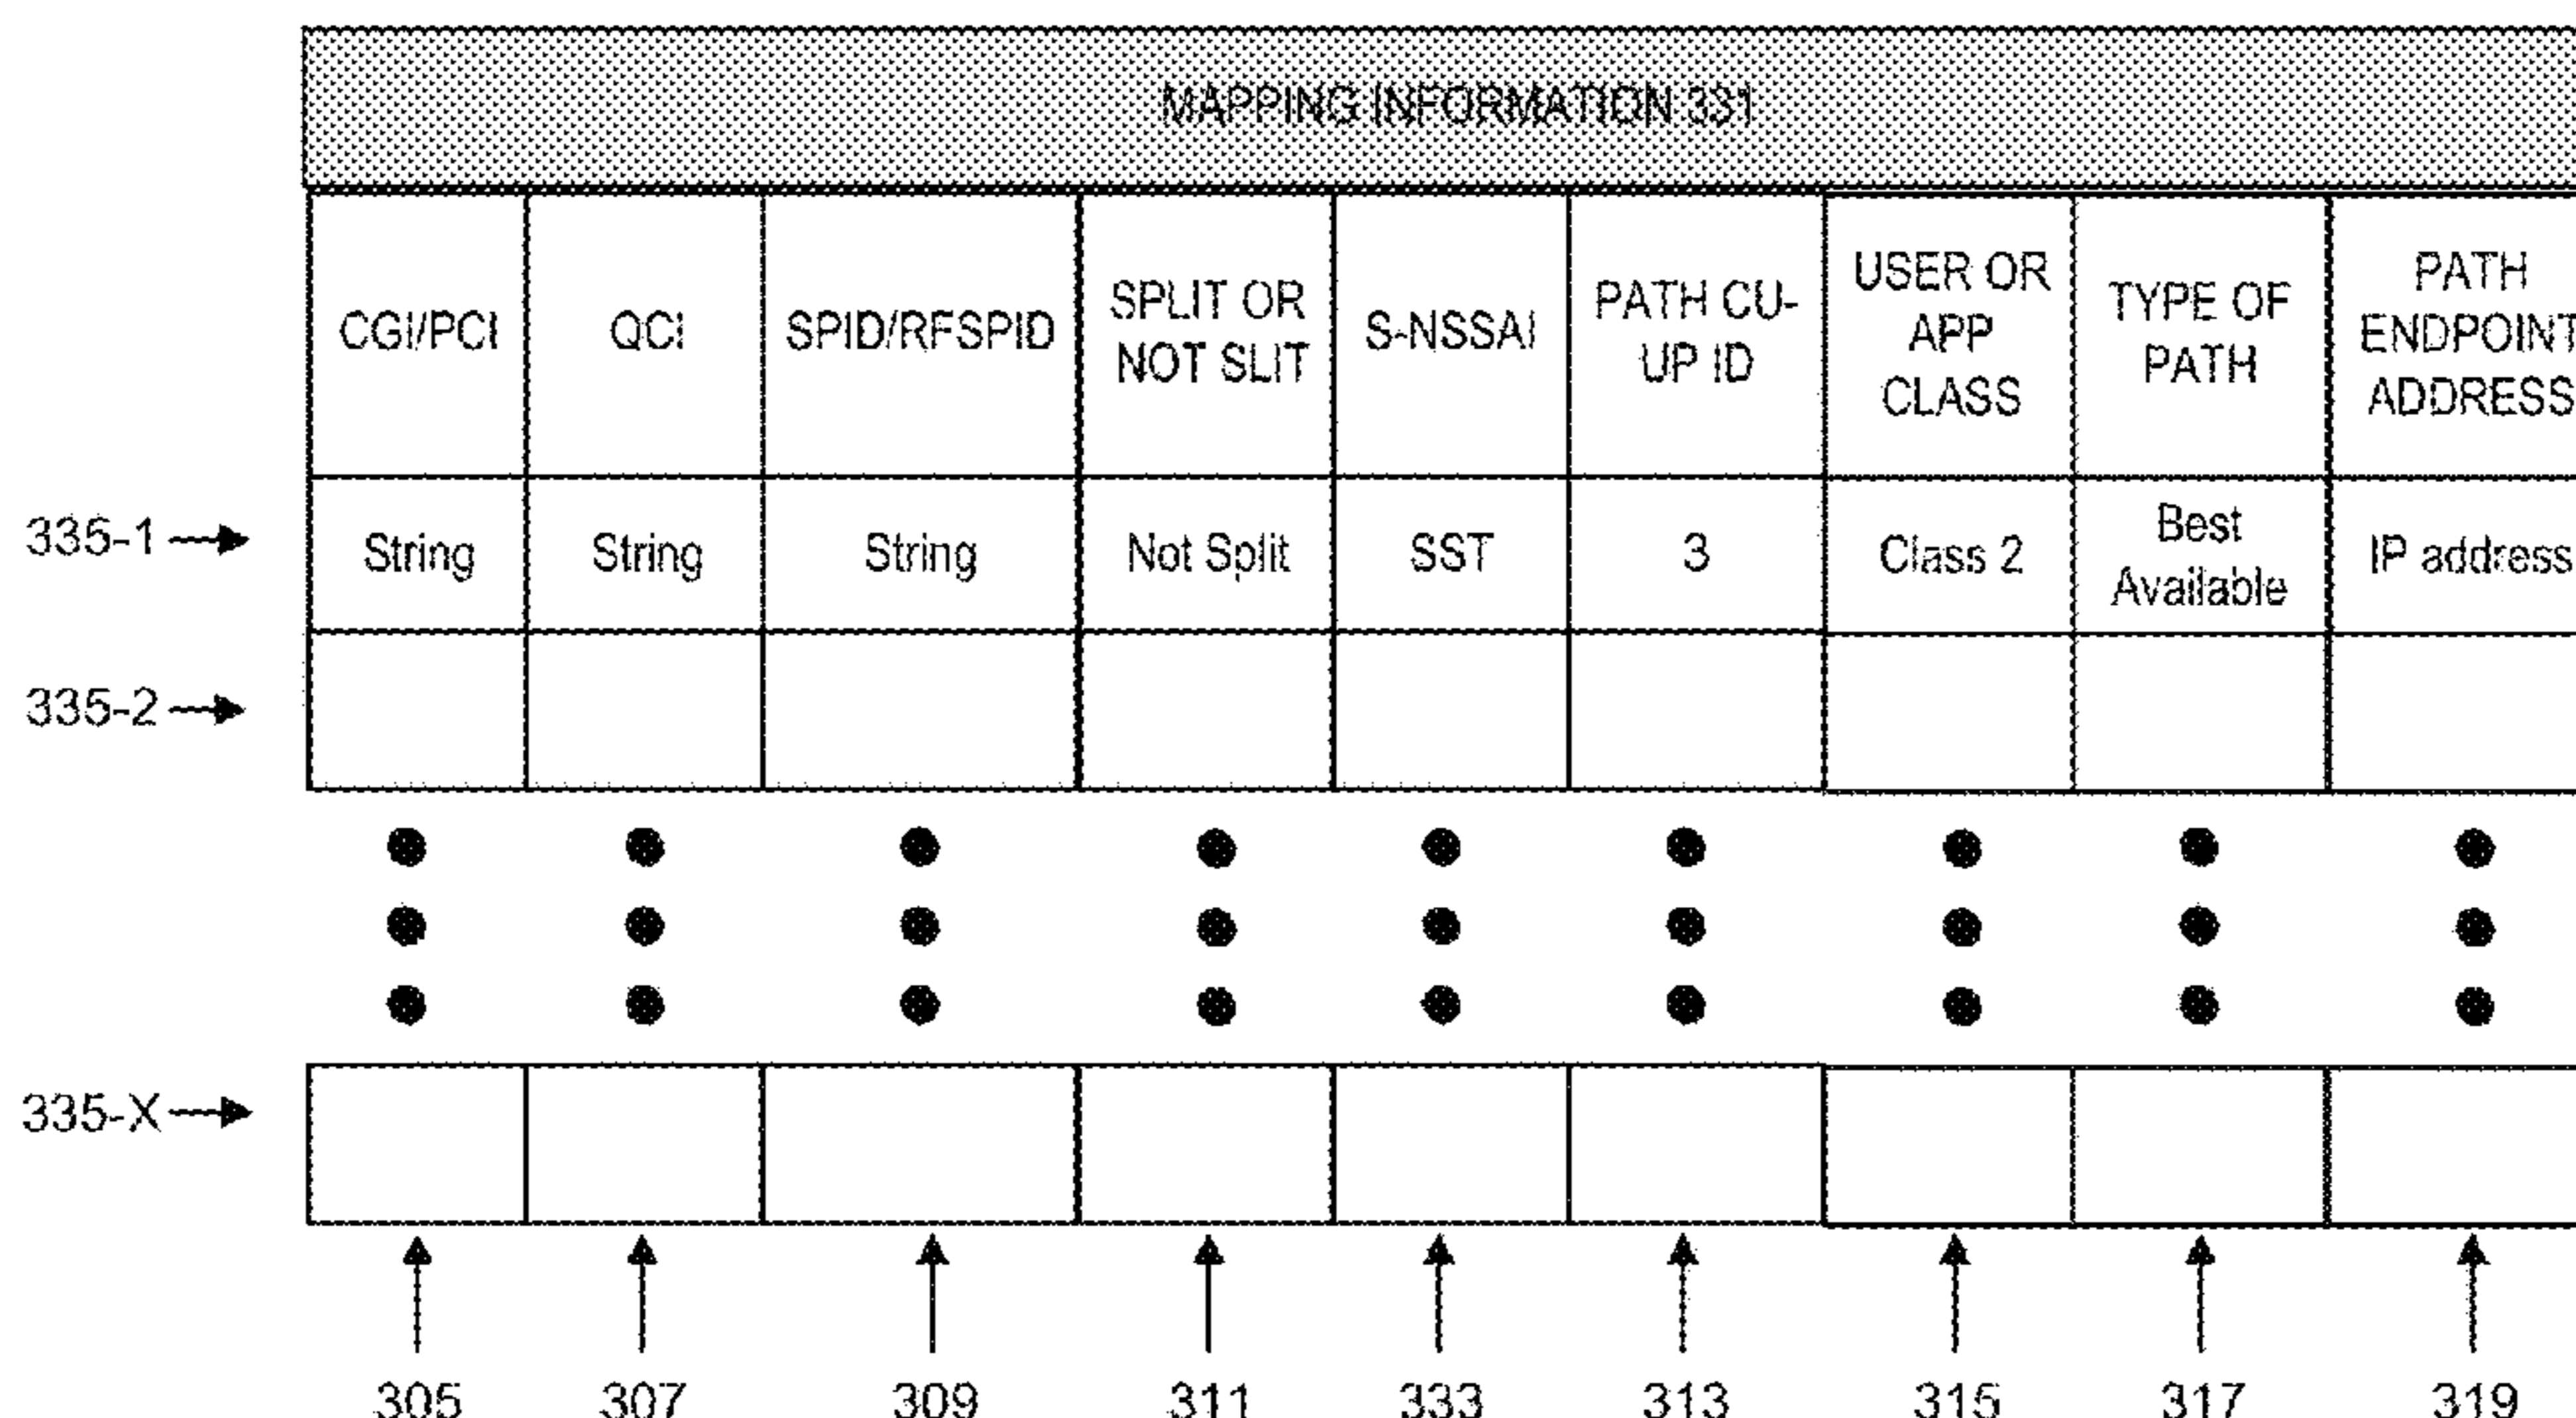 MAPPING INFORMATION 331
CGI/PCI
QCI
SPID/RFSPID
SPLIT OR
NOT SLIT
S-NSSAI
PATH CU-
UP ID
USER OR
APP
CLASS
TYPE OF
PATH
PATH
ENDPOINT
ADDRESS
335-1
String
String
String
Not Split
SST
3
Class 2
Best
Available
IP address
335-2
335-X
305
307
309
311
333
313
315
317
319